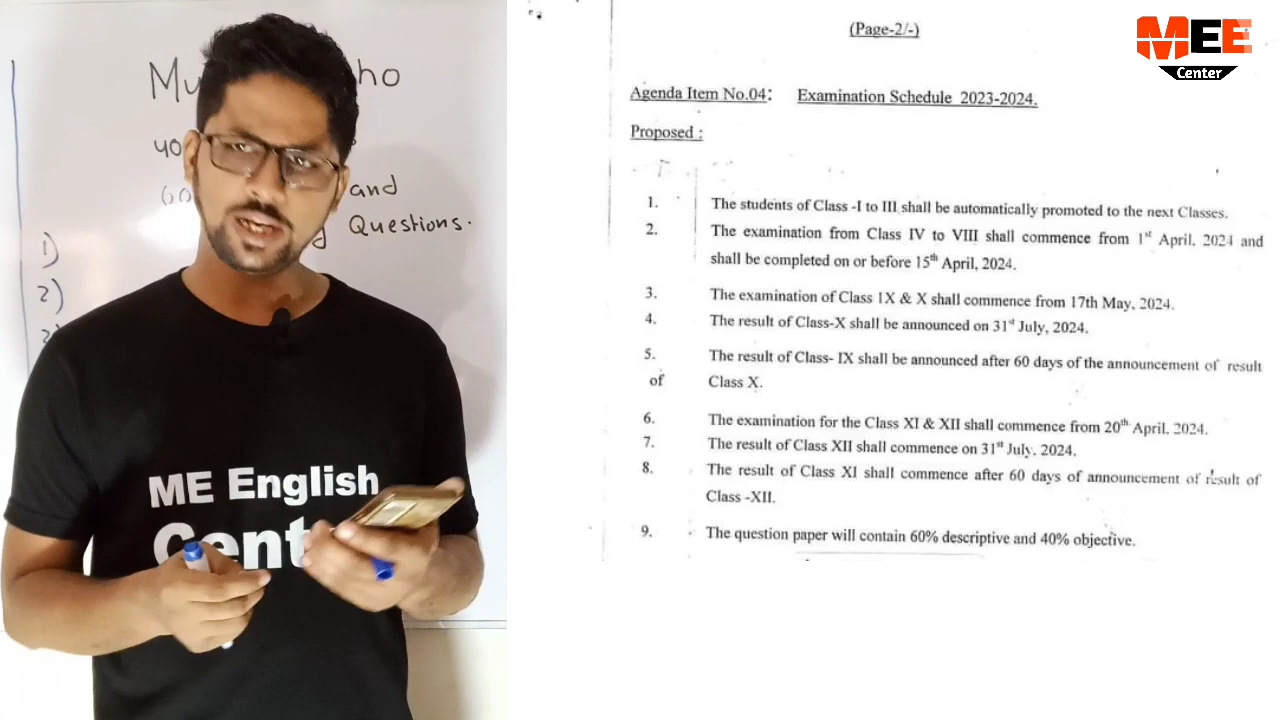 Mu
ho
40
60
and
Questions.
1)
2)
ME English
MEE
Center
(Page-2/-)
Agenda Item No.04: Examination Schedule 2023-2024.
Proposed :
1. The students of Class -I to III shall be automatically promoted to the next Classes.
2. The examination from Class IV to VIII shall commence from 1st April, 2024 and
shall be completed on or before 15th April, 2024.
3. The examination of Class IX & X shall commence from 17th May, 2024.
4. The result of Class-X shall be announced on 31st July, 2024.
5. The result of Class- IX shall be announced after 60 days of the announcement of result
of Class X.
6. The examination for the Class XI & XII shall commence from 20th April, 2024.
7. The result of Class XII shall commence on 31st July, 2024.
8. The result of Class XI shall commence after 60 days of announcement of result of
Class -XII.
9. The question paper will contain 60% descriptive and 40% objective.